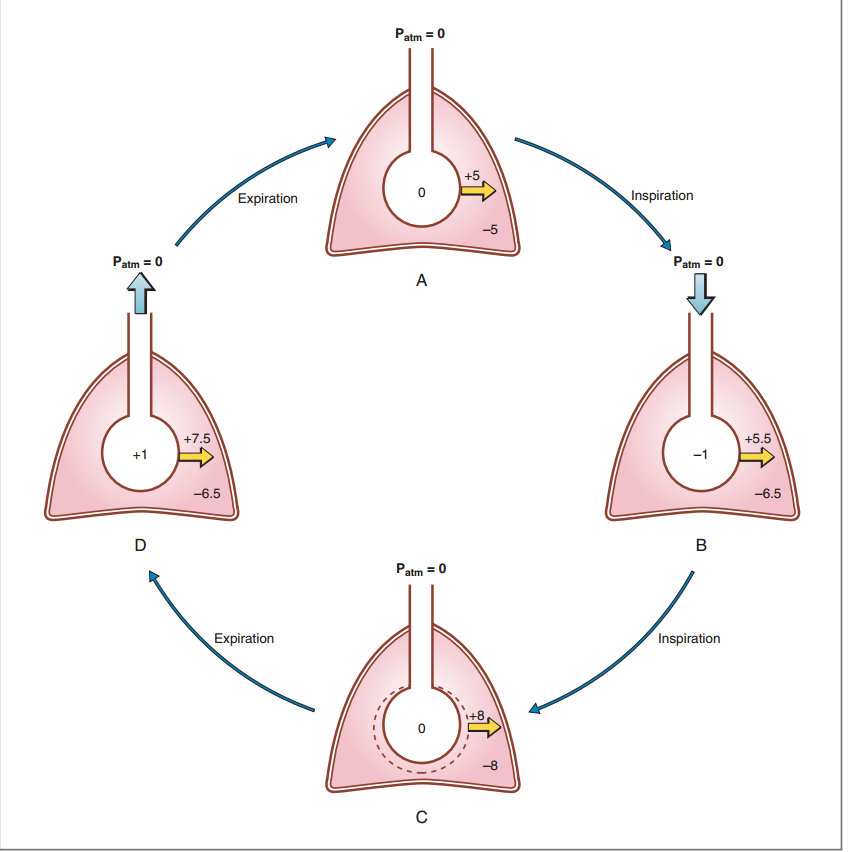 Patm = 0
Expiration
Inspiration
+5
0
–5
A
Patm = 0
Patm = 0
+7.5
+1
–6.5
D
+5.5
–1
–6.5
B
Patm = 0
Expiration
Inspiration
+8
0
–8
C